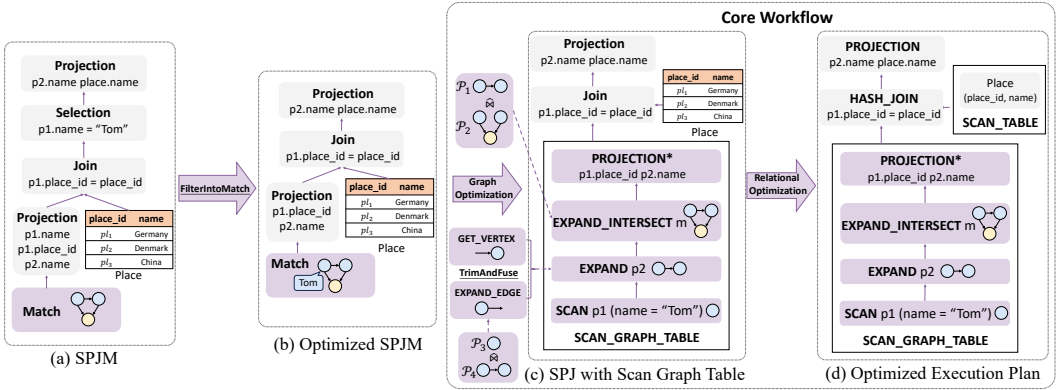 Core Workflow
Projection
p2.name place.name
Selection
p1.name = “Tom”
Join
p1.place_id = place_id
Projection
p1.name
p1.place_id
p2.name
place_id name
pl₁ Germany
pl₂ Denmark
pl₃ China
Place
Match
(a) SPJM
FilterIntoMatch
Projection
p2.name place.name
Join
p1.place_id = place_id
Projection
p1.place_id
p2.name
place_id name
pl₁ Germany
pl₂ Denmark
pl₃ China
Place
Match
Tom
(b) Optimized SPJM
Graph
Optimization
𝒫₁
⋈̂
𝒫₂
GET_VERTEX
TrimAndFuse
EXPAND_EDGE
𝒫₃
⋈̂
𝒫₄
Projection
p2.name place.name
Join
p1.place_id = place_id
place_id name
pl₁ Germany
pl₂ Denmark
pl₃ China
Place
PROJECTION*
p1.place_id p2.name
EXPAND_INTERSECT m
EXPAND p2
SCAN p1 (name = “Tom”)
SCAN_GRAPH_TABLE
(c) SPJ with Scan Graph Table
Relational
Optimization
PROJECTION
p2.name place.name
HASH_JOIN
p1.place_id = place_id
Place
(place_id, name)
SCAN_TABLE
PROJECTION*
p1.place_id p2.name
EXPAND_INTERSECT m
EXPAND p2
SCAN p1 (name = “Tom”)
SCAN_GRAPH_TABLE
(d) Optimized Execution Plan